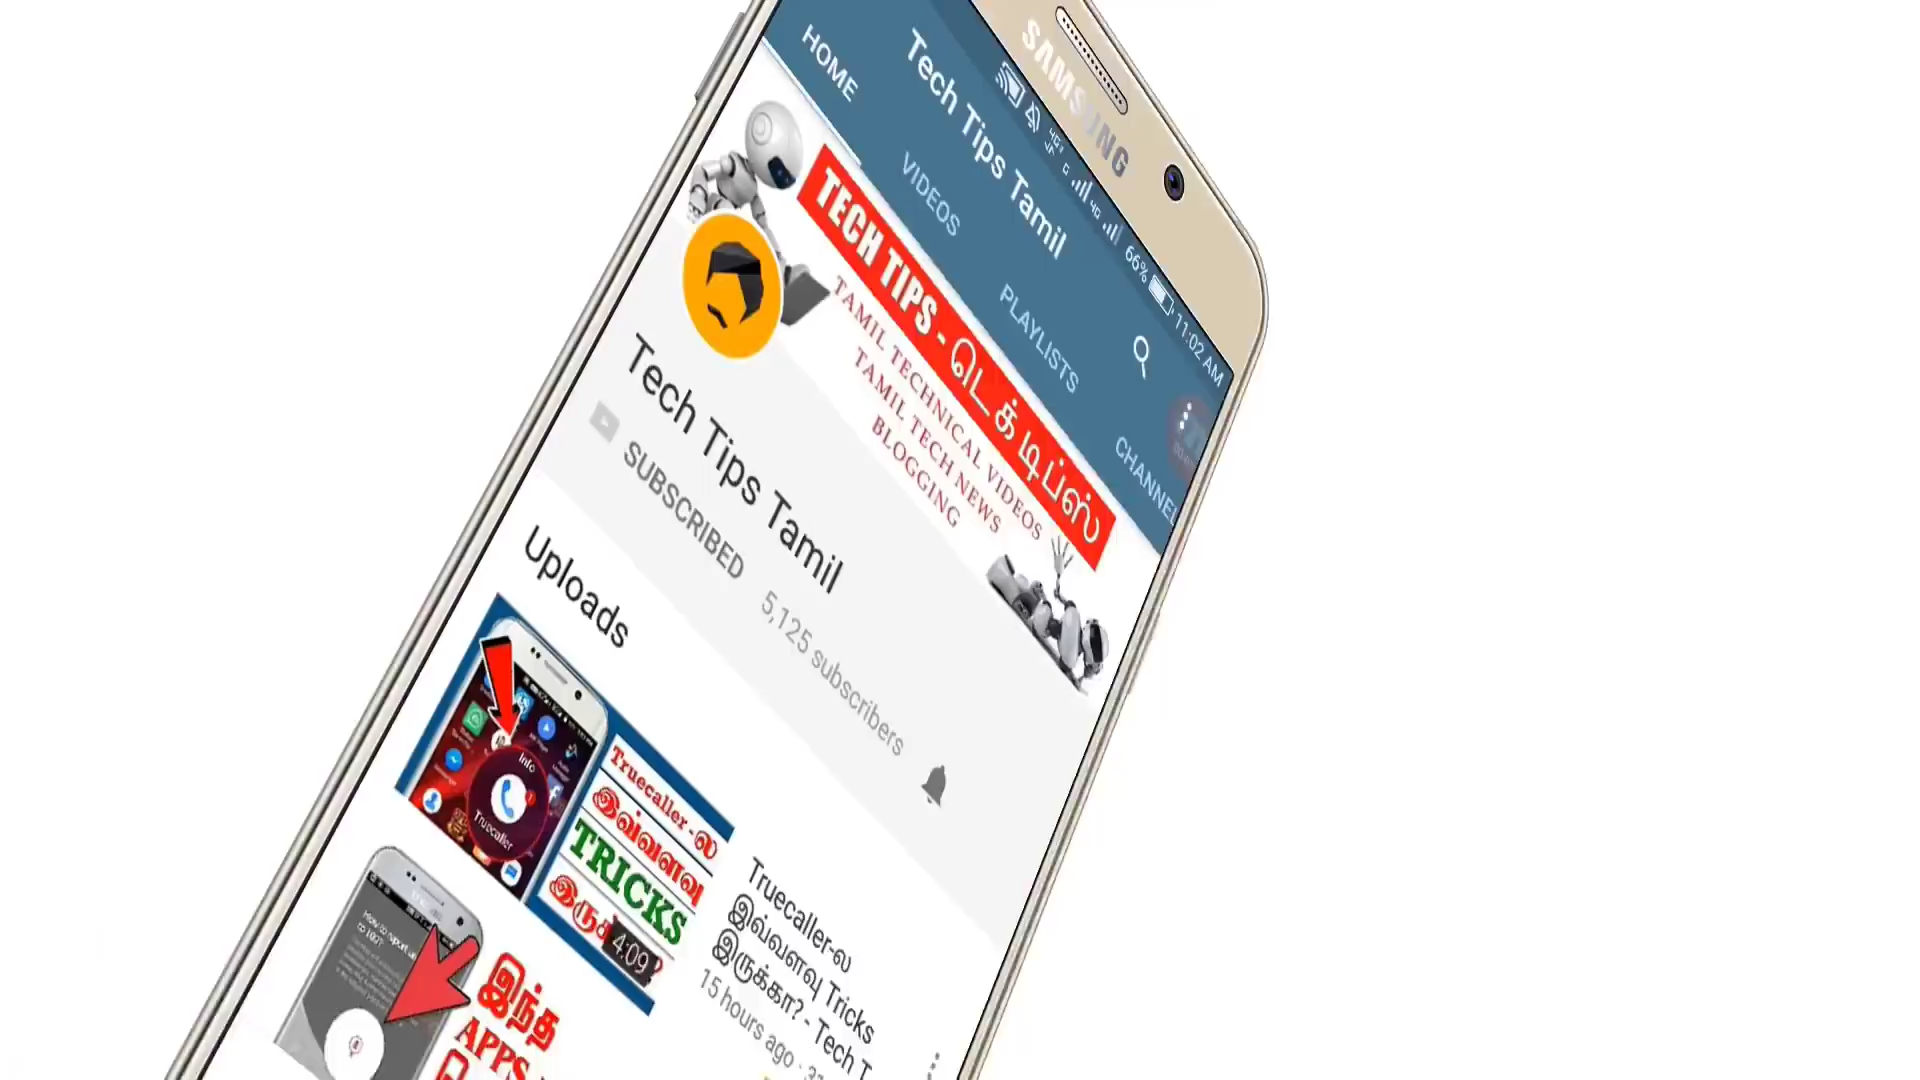 SAMSUNG
66% 11:02 AM
Tech Tips Tamil
HOME
VIDEOS
PLAYLISTS
CHANNEL
TECH TIPS - டெக் டிப்ஸ்
TAMIL TECHNICAL VIDEOS
TAMIL TECH NEWS
BLOGGING
Tech Tips Tamil
SUBSCRIBED
5,125 subscribers
Uploads
Info
Truecaller
Truecaller -ல
இவ்வளவு
TRICKS
4:09
Truecaller-ல
இவ்வளவு Tricks
இருக்கா? - Tech T
15 hours ago
இந்த
APPS